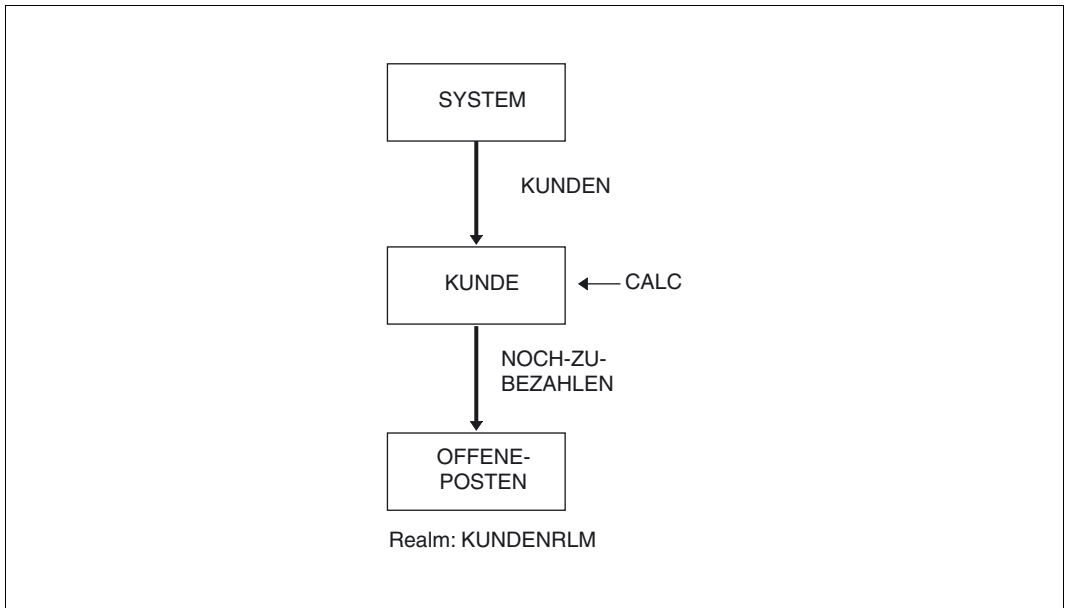 SYSTEM
KUNDEN
KUNDE
CALC
NOCH-ZU-
BEZAHLEN
OFFENE-
POSTEN
Realm: KUNDENRLM